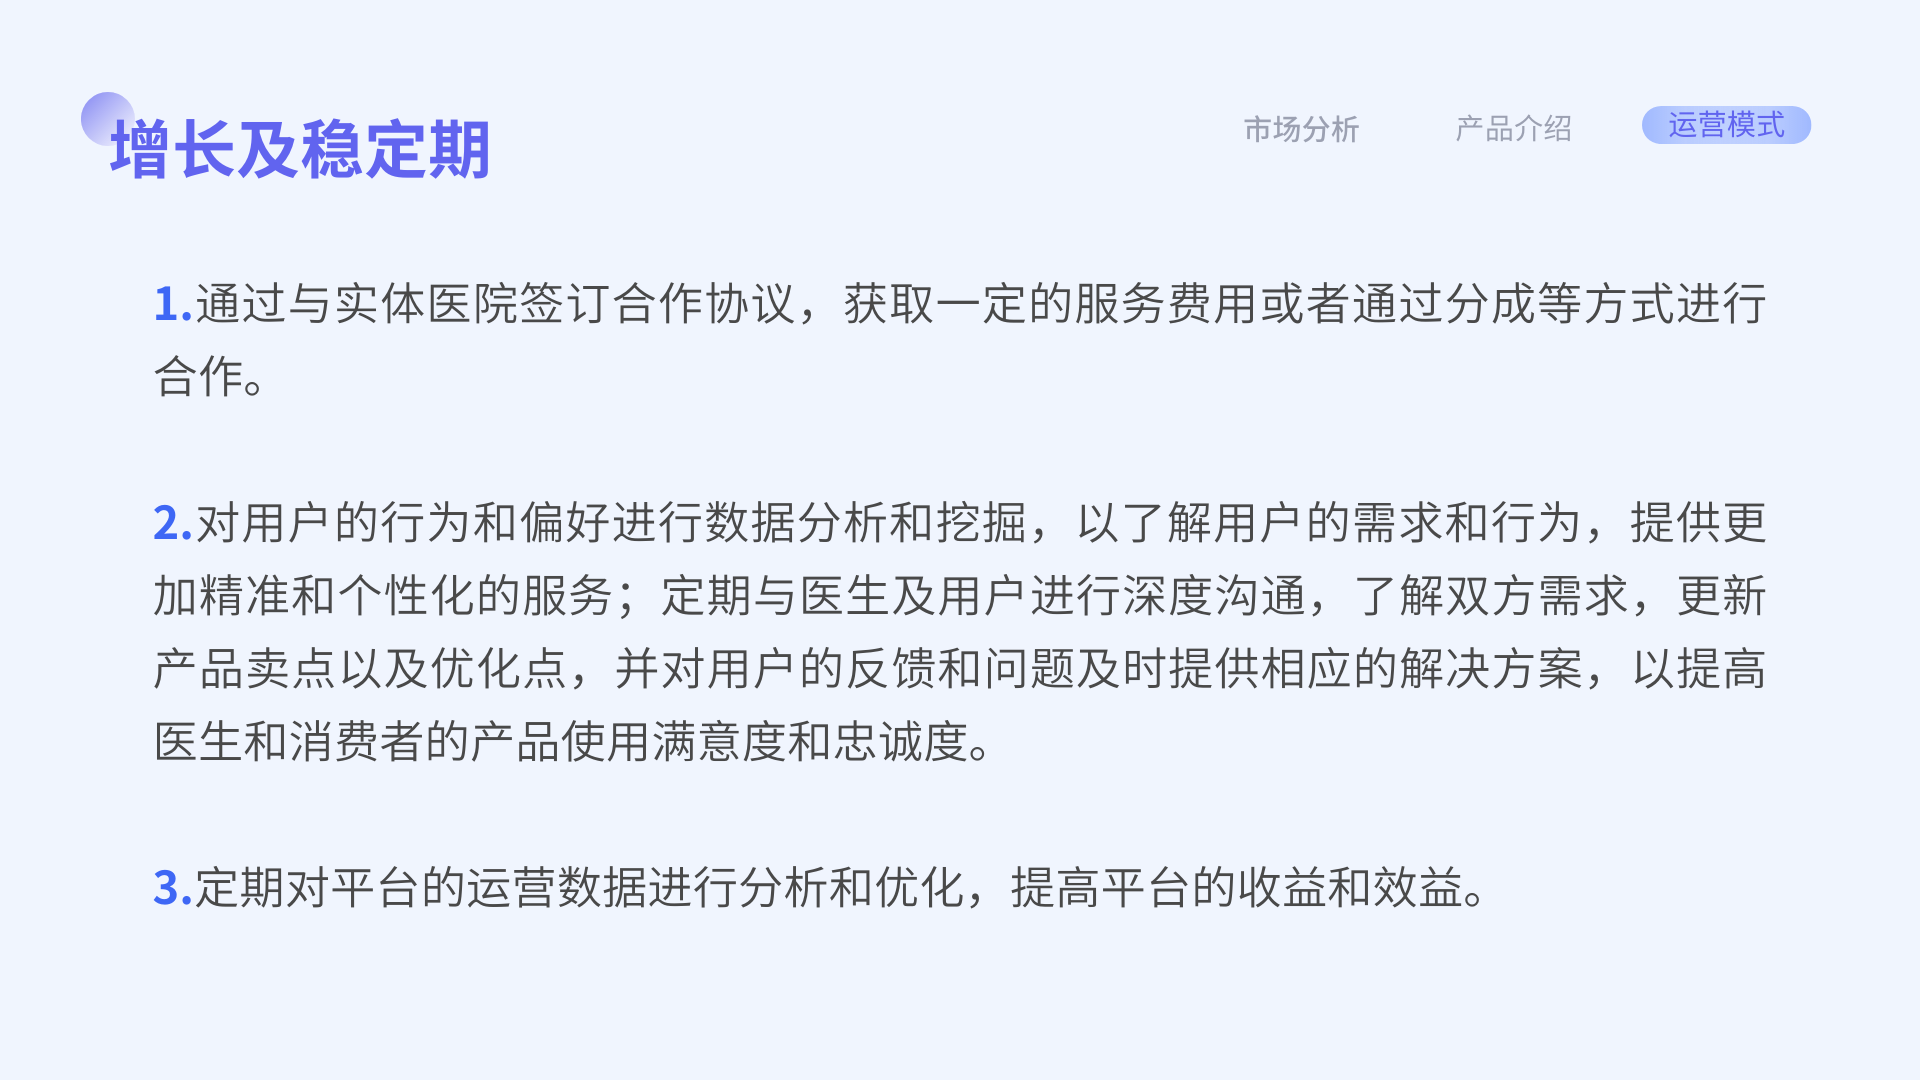 增长及稳定期
市场分析
产品介绍
运营模式
1.通过与实体医院签订合作协议，获取一定的服务费用或者通过分成等方式进行
合作。
2.对用户的行为和偏好进行数据分析和挖掘，以了解用户的需求和行为，提供更
加精准和个性化的服务；定期与医生及用户进行深度沟通，了解双方需求，更新
产品卖点以及优化点，并对用户的反馈和问题及时提供相应的解决方案，以提高
医生和消费者的产品使用满意度和忠诚度。
3.定期对平台的运营数据进行分析和优化，提高平台的收益和效益。